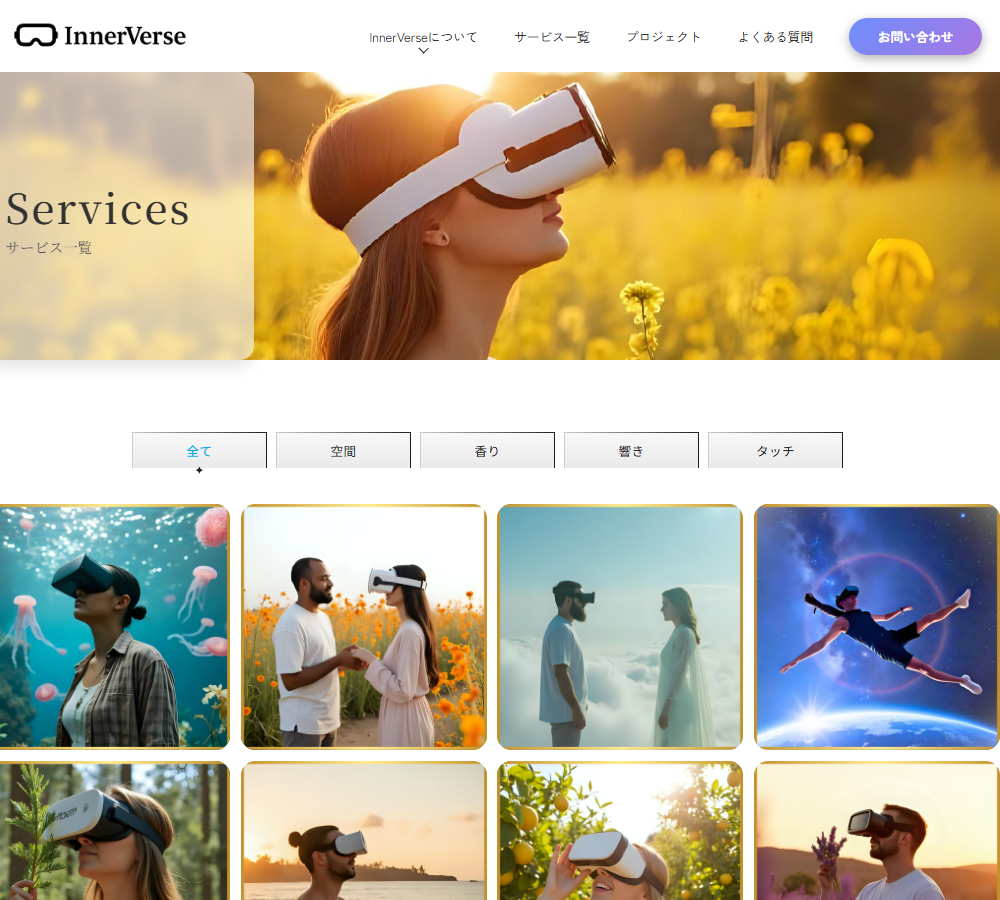 InnerVerse
InnerVerseについて
サービス一覧
プロジェクト
よくある質問
お問い合わせ
Services
サービス一覧
全て
空間
香り
響き
タッチ